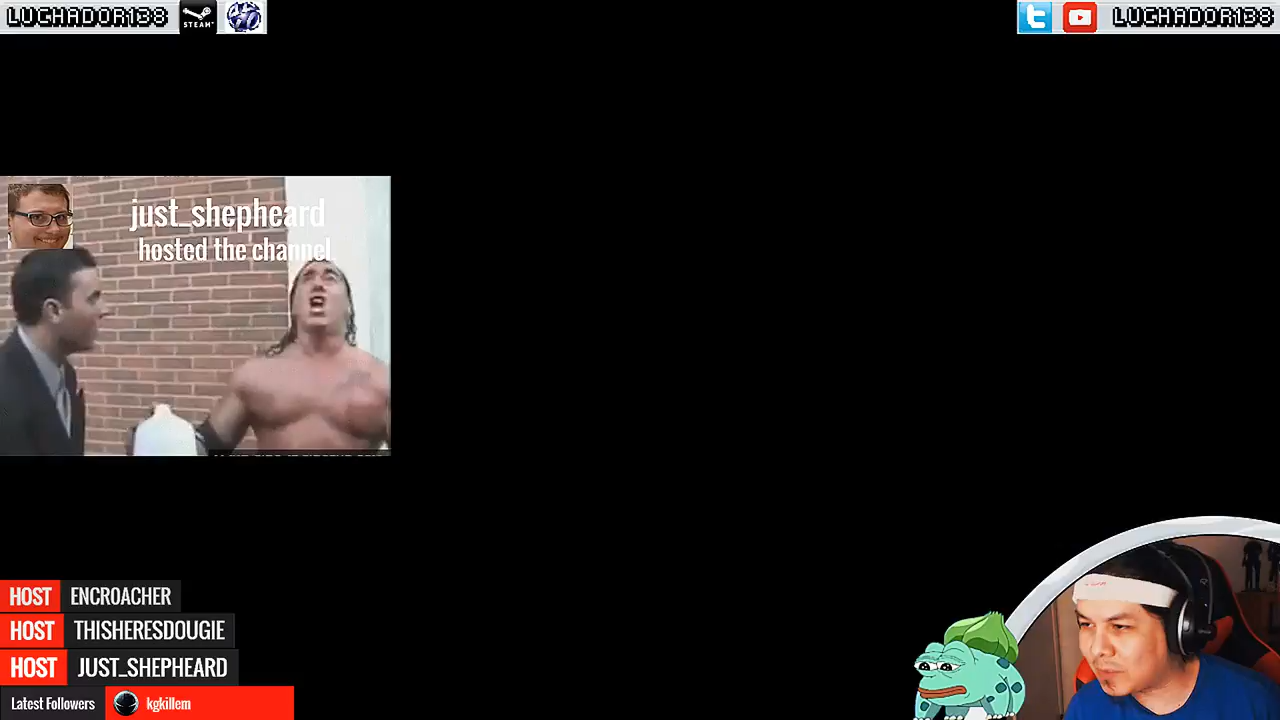 LUCHADOR138
STEAM
LUCHADOR138
just_shepheard
hosted the channel.
HOST ENCROACHER
HOST THISHERESDOUGIE
HOST JUST_SHEPHEARD
Latest Followers kgkillem